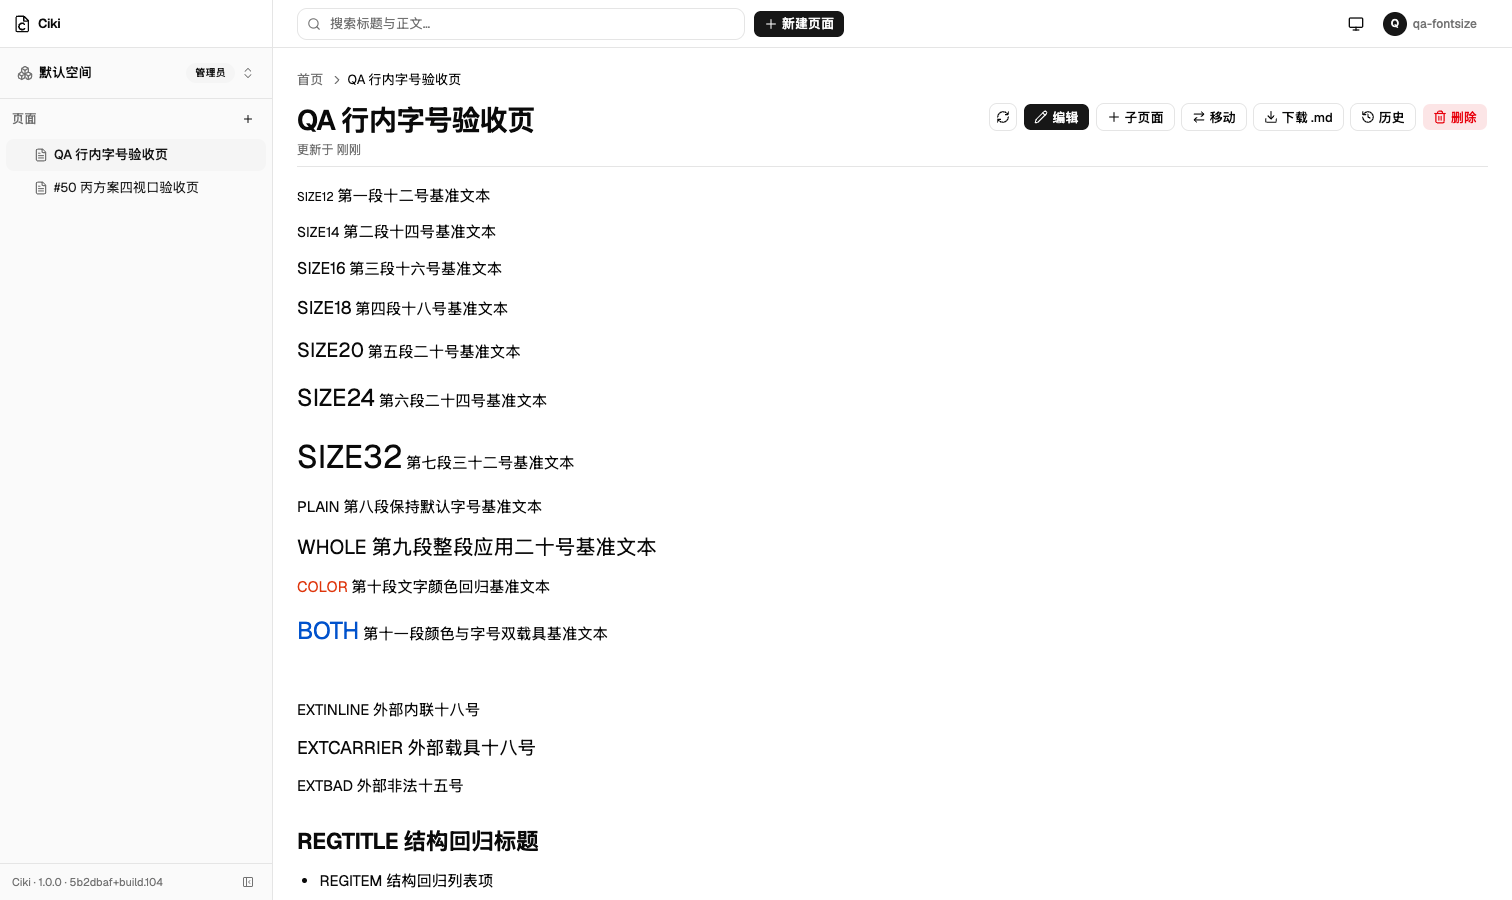 Ciki
搜索标题与正文...
新建页面
Q
qa-fontsize
默认空间
管理员
页面
QA 行内字号验收页
#50 丙方案四视口验收页
首页 > QA 行内字号验收页
QA 行内字号验收页
编辑
子页面
移动
下载 .md
历史
删除
更新于 刚刚
SIZE12 第一段十二号基准文本
SIZE14 第二段十四号基准文本
SIZE16 第三段十六号基准文本
SIZE18 第四段十八号基准文本
SIZE20 第五段二十号基准文本
SIZE24 第六段二十四号基准文本
SIZE32 第七段三十二号基准文本
PLAIN 第八段保持默认字号基准文本
WHOLE 第九段整段应用二十号基准文本
COLOR 第十段文字颜色回归基准文本
BOTH 第十一段颜色与字号双载具基准文本
EXTINLINE 外部内联十八号
EXTCARRIER 外部载具十八号
EXTBAD 外部非法十五号
REGTITLE 结构回归标题
• REGITEM 结构回归列表项
Ciki · 1.0.0 · 5b2dbaf+build.104